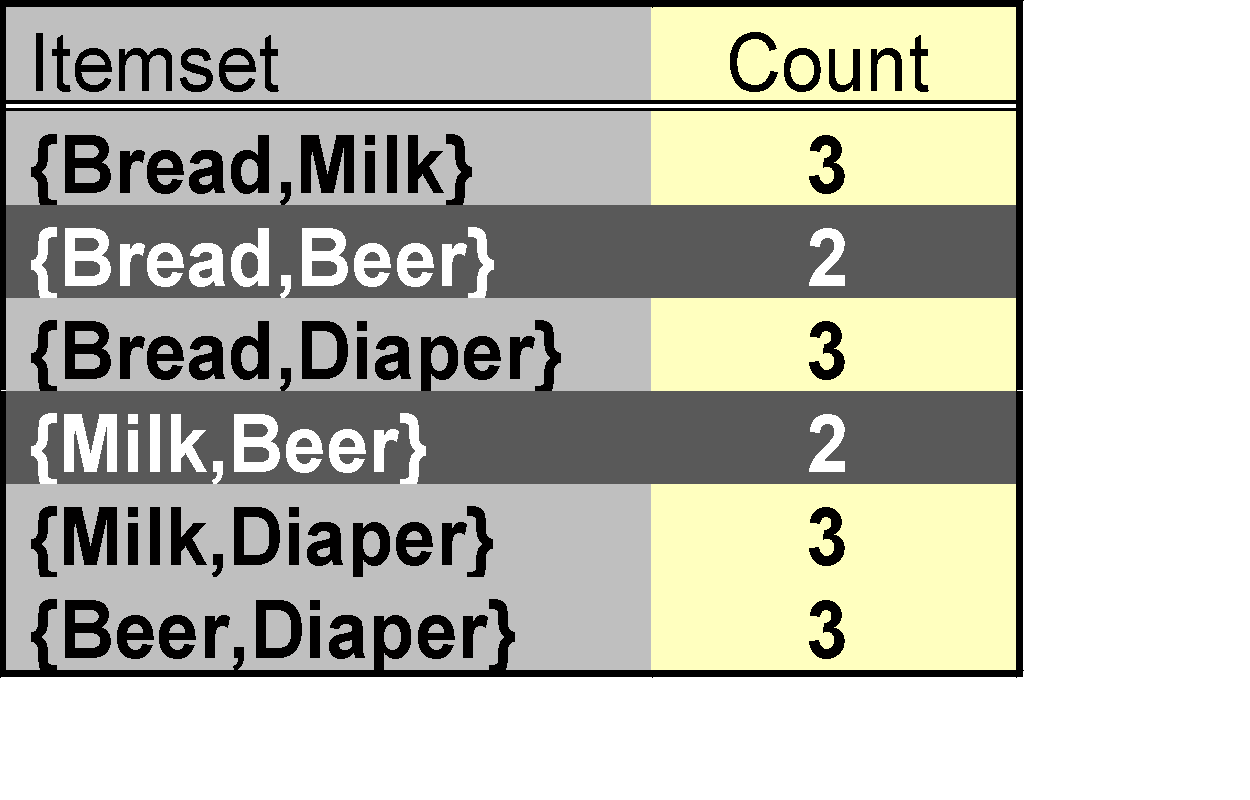 Itemset Count
{Bread,Milk} 3
{Bread,Beer} 2
{Bread,Diaper} 3
{Milk,Beer} 2
{Milk,Diaper} 3
{Beer,Diaper} 3